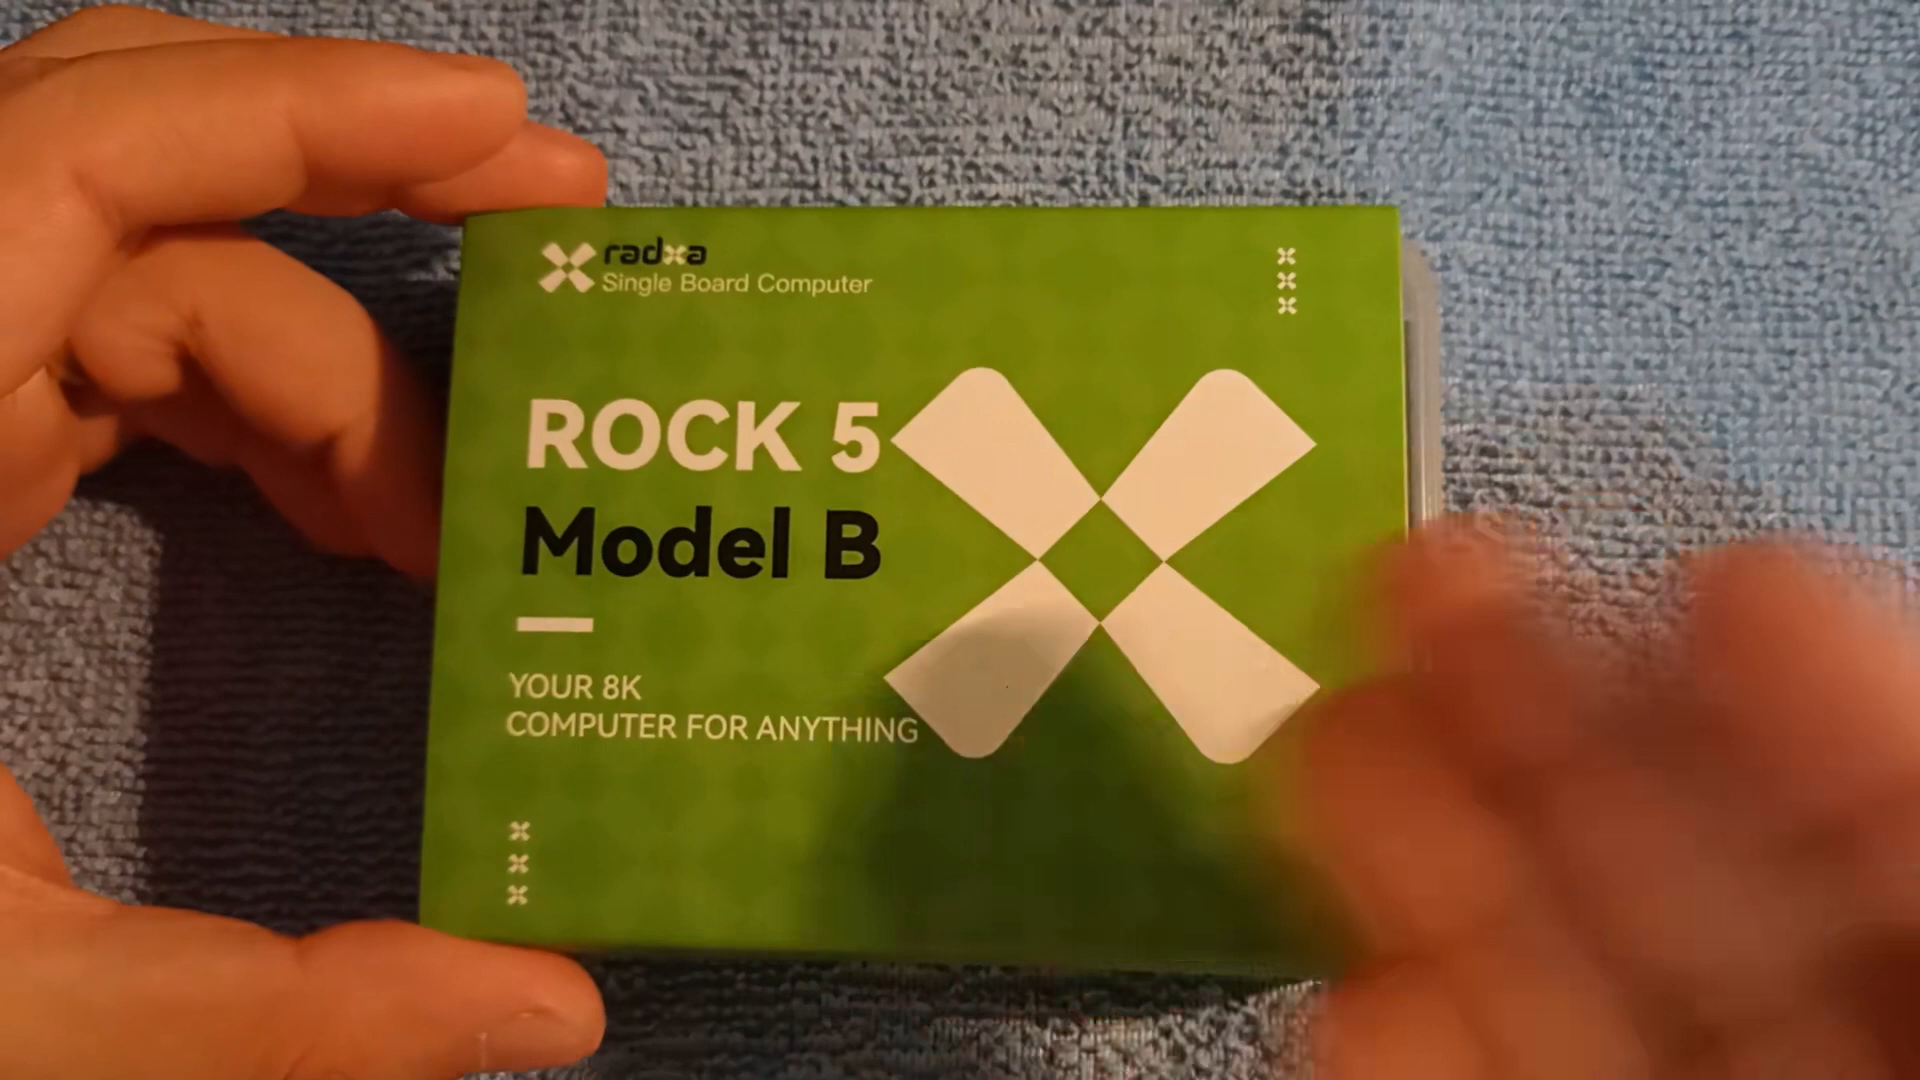 radxa
Single Board Computer
ROCK 5
Model B
YOUR 8K
COMPUTER FOR ANYTHING